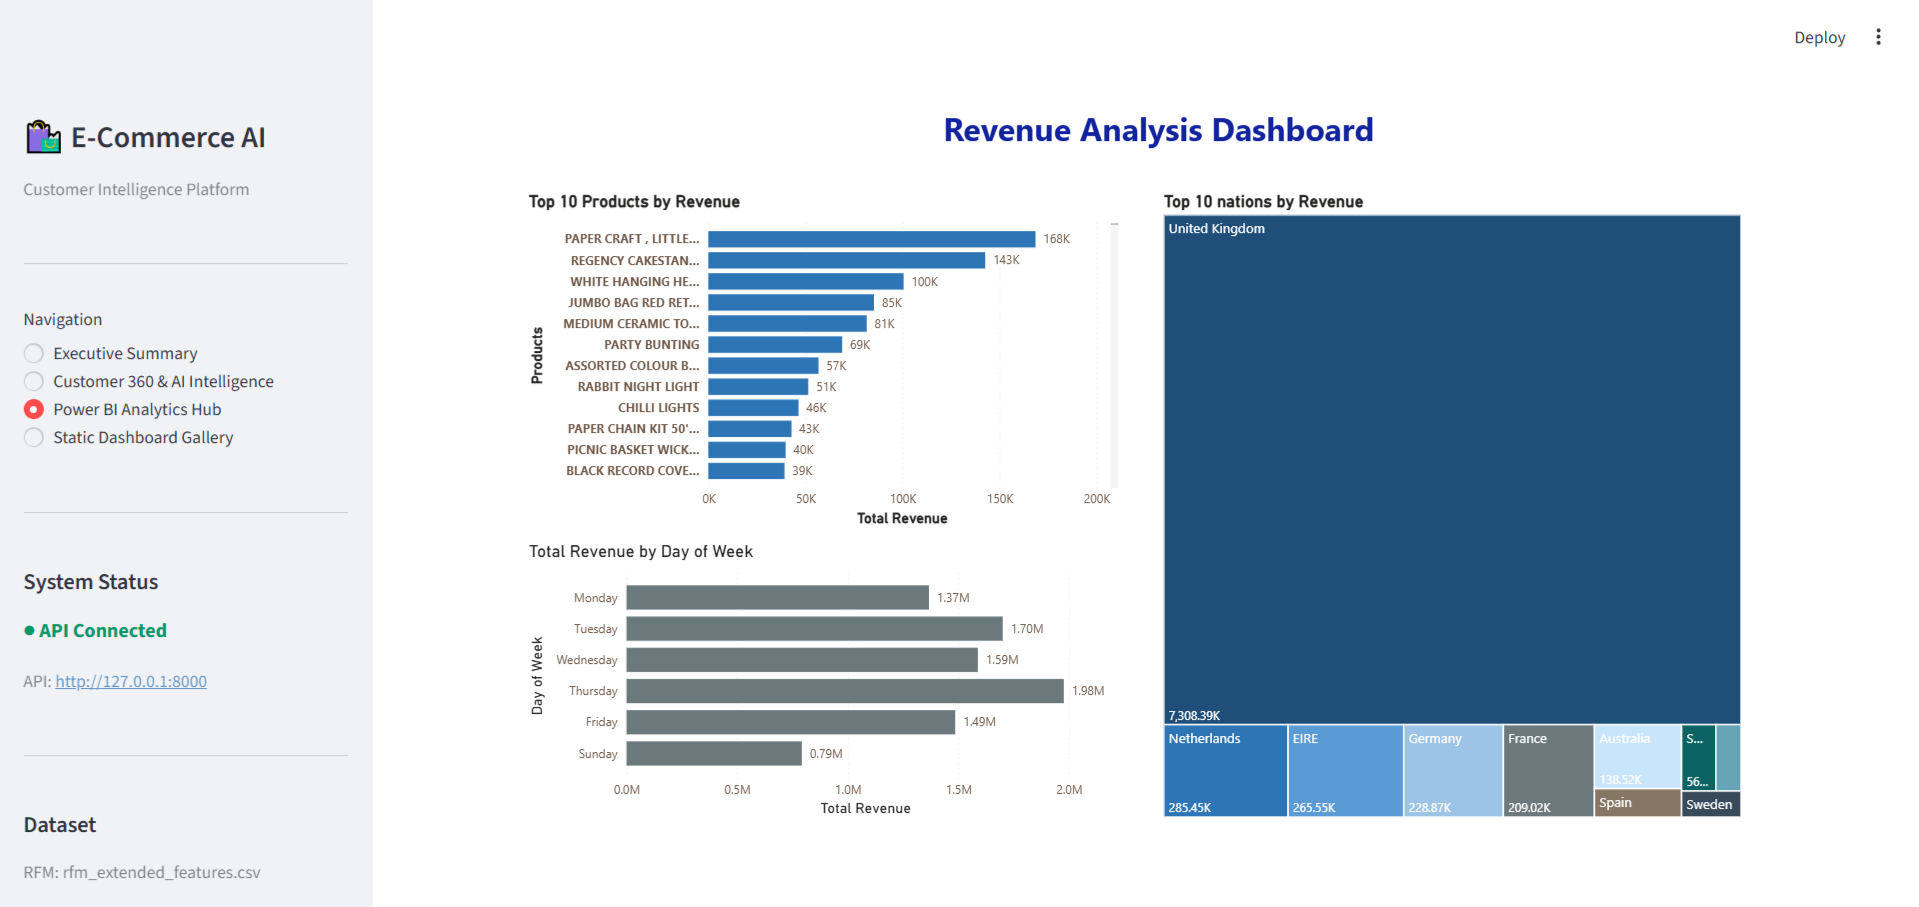 Deploy
E-Commerce AI
Customer Intelligence Platform
Navigation
Executive Summary
Customer 360 & AI Intelligence
Power BI Analytics Hub
Static Dashboard Gallery
System Status
API Connected
API: http://127.0.0.1:8000
Dataset
RFM: rfm_extended_features.csv
Revenue Analysis Dashboard
Top 10 Products by Revenue
Products
PAPER CRAFT , LITTLE... 168K
REGENCY CAKESTAN... 143K
WHITE HANGING HE... 100K
JUMBO BAG RED RET... 85K
MEDIUM CERAMIC TO... 81K
PARTY BUNTING 69K
ASSORTED COLOUR B... 57K
RABBIT NIGHT LIGHT 51K
CHILLI LIGHTS 46K
PAPER CHAIN KIT 50'... 43K
PICNIC BASKET WICK... 40K
BLACK RECORD COVE... 39K
0K 50K 100K 150K 200K
Total Revenue
Total Revenue by Day of Week
Day of Week
Monday 1.37M
Tuesday 1.70M
Wednesday 1.59M
Thursday 1.98M
Friday 1.49M
Sunday 0.79M
0.0M 0.5M 1.0M 1.5M 2.0M
Total Revenue
Top 10 nations by Revenue
United Kingdom
7,308.39K
Netherlands
285.45K
EIRE
265.55K
Germany
228.87K
France
209.02K
Australia
138.52K
Spain
S...
56...
Sweden